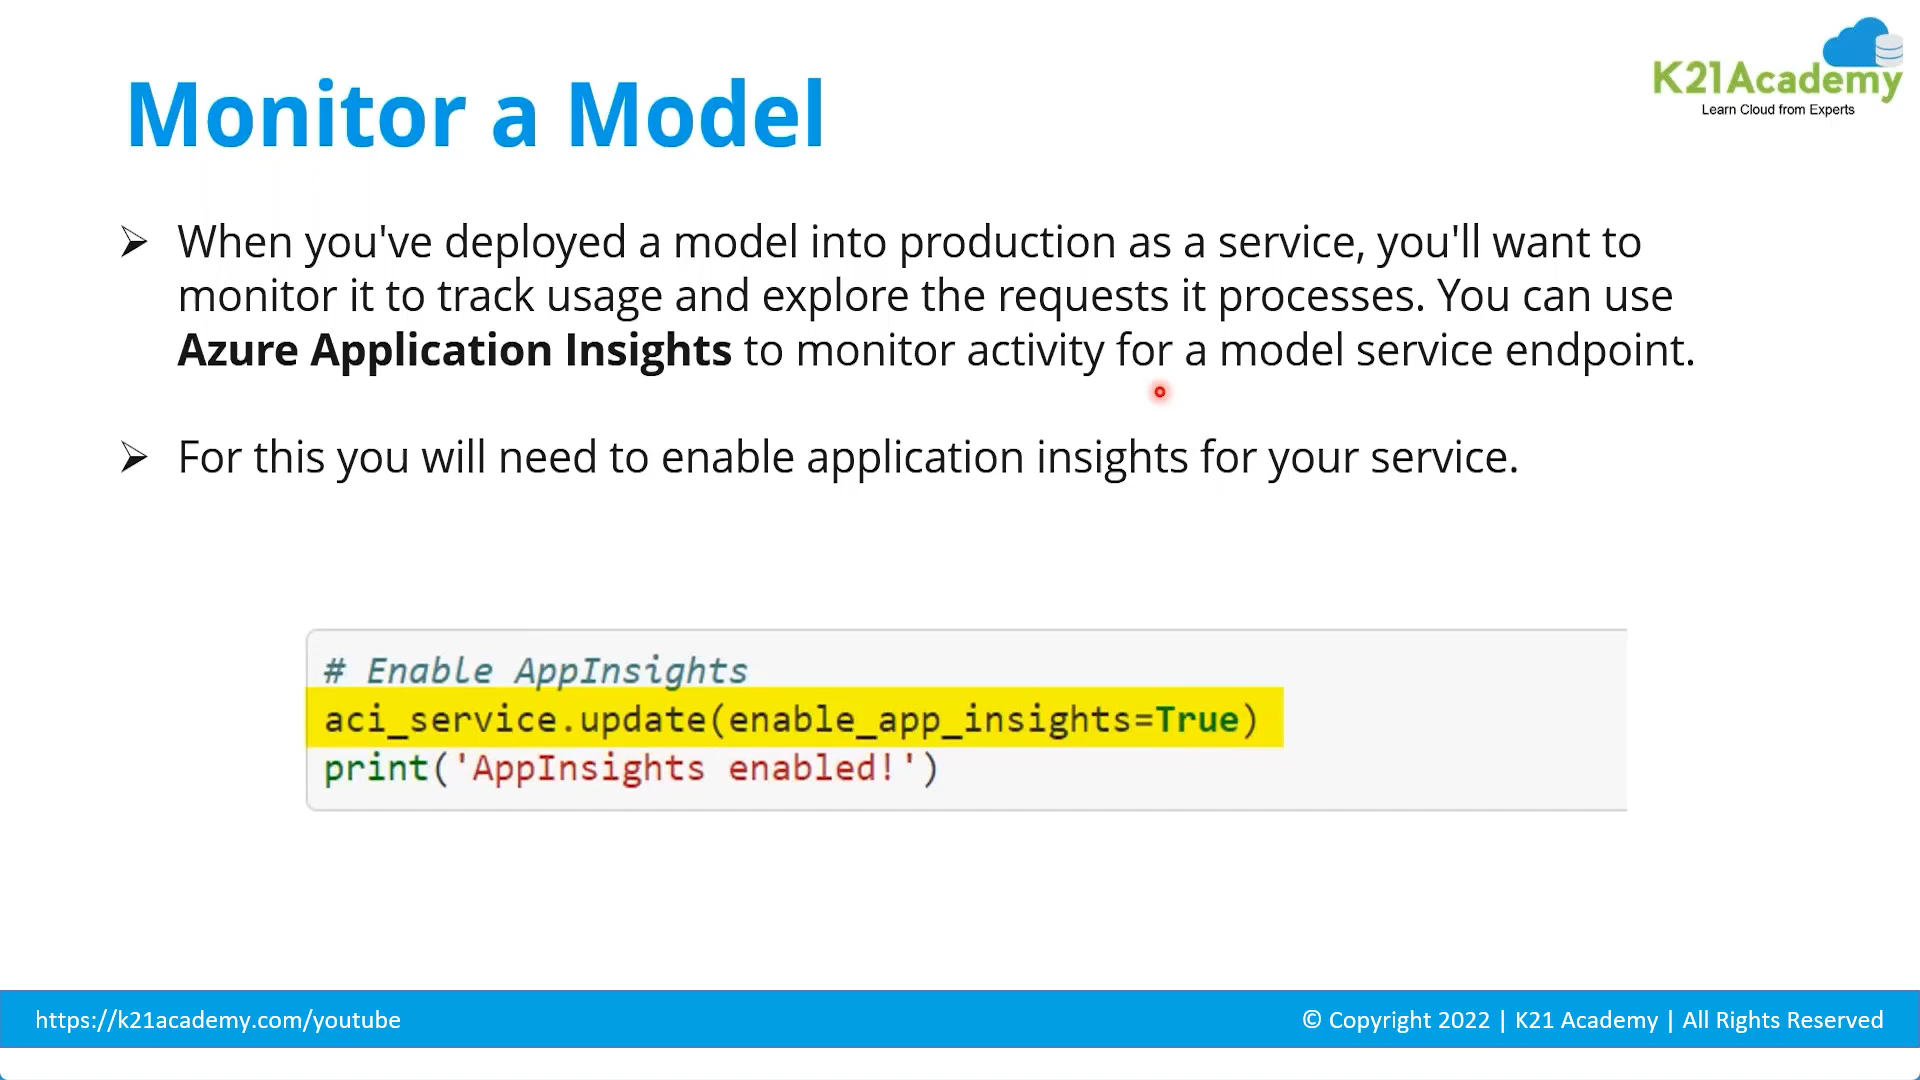 K21Academy
Learn Cloud from Experts
Monitor a Model
When you've deployed a model into production as a service, you'll want to
monitor it to track usage and explore the requests it processes. You can use
Azure Application Insights to monitor activity for a model service endpoint.
For this you will need to enable application insights for your service.
# Enable AppInsights
aci_service.update(enable_app_insights=True)
print('AppInsights enabled!')
https://k21academy.com/youtube
© Copyright 2022 | K21 Academy | All Rights Reserved